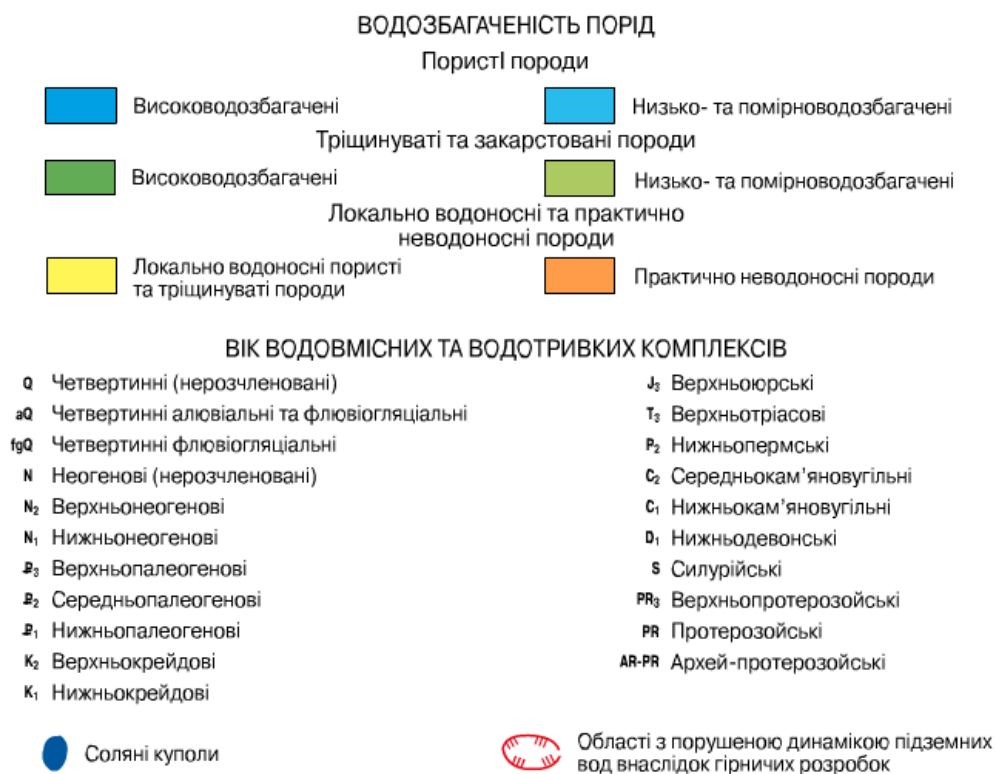 ВОДОЗБАГАЧЕНІСТЬ ПОРІД
ПористІ породи
Висоководозбагачені
Низько- та помірноводозбагачені
Тріщинуваті та закарстовані породи
Висоководозбагачені
Низько- та помірноводозбагачені
Локально водоносні та практично
неводоносні породи
Локально водоносні пористі
та тріщинуваті породи
Практично неводоносні породи
ВІК ВОДОВМІСНИХ ТА ВОДОТРИВКИХ КОМПЛЕКСІВ
Q Четвертинні (нерозчленовані)
aQ Четвертинні алювіальні та флювіогляціальні
fgQ Четвертинні флювіогляціальні
N Неогенові (нерозчленовані)
N₂ Верхньонеогенові
N₁ Нижньонеогенові
₽₃ Верхньопалеогенові
₽₂ Середньопалеогенові
₽₁ Нижньопалеогенові
K₂ Верхньокрейдові
K₁ Нижньокрейдові
J₃ Верхньоюрські
T₃ Верхньотріасові
P₂ Нижньопермські
C₂ Середньокам’яновугільні
C₁ Нижньокам’яновугільні
D₁ Нижньодевонські
S Силурійські
PR₃ Верхньопротерозойські
PR Протерозойські
AR-PR Архей-протерозойські
Соляні куполи
Області з порушеною динамікою підземних
вод внаслідок гірничих розробок